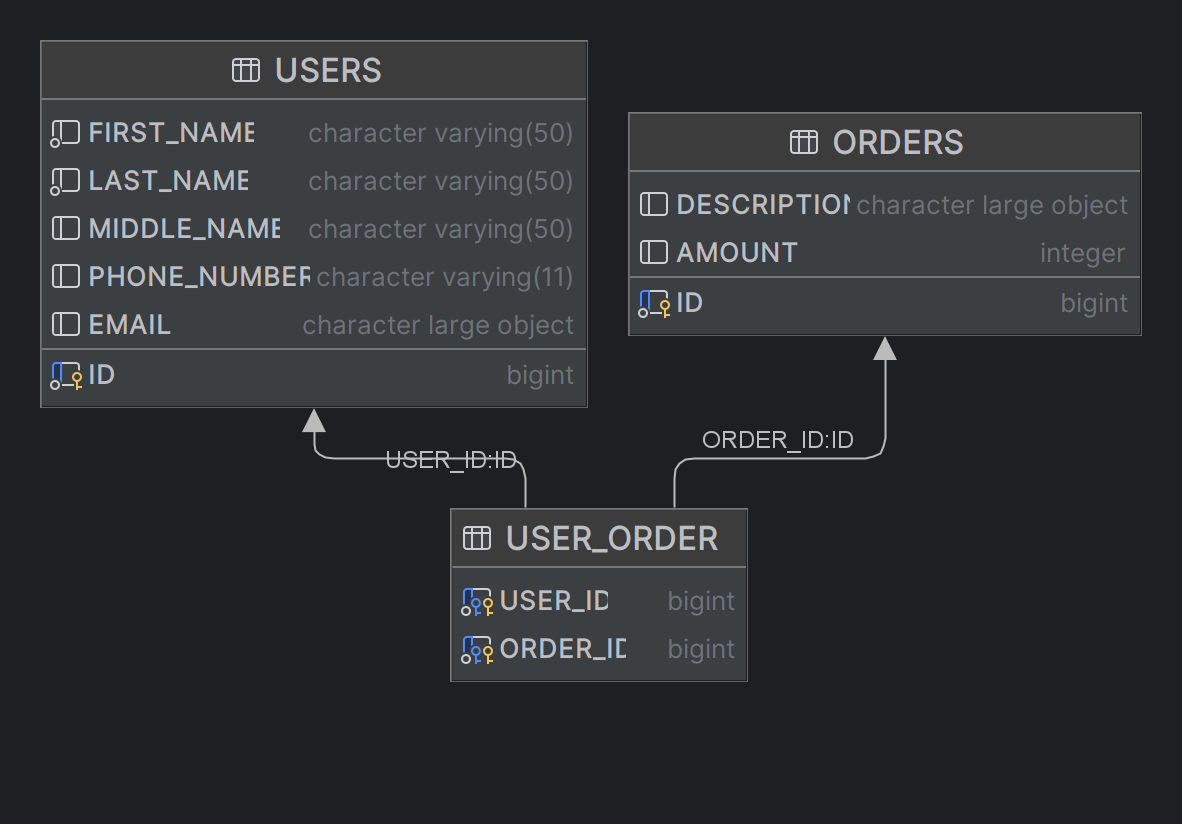 USERS
FIRST_NAME character varying(50)
LAST_NAME character varying(50)
MIDDLE_NAME character varying(50)
PHONE_NUMBER character varying(11)
EMAIL character large object
ID bigint
ORDERS
DESCRIPTION character large object
AMOUNT integer
ID bigint
USER_ID:ID
ORDER_ID:ID
USER_ORDER
USER_ID bigint
ORDER_ID bigint